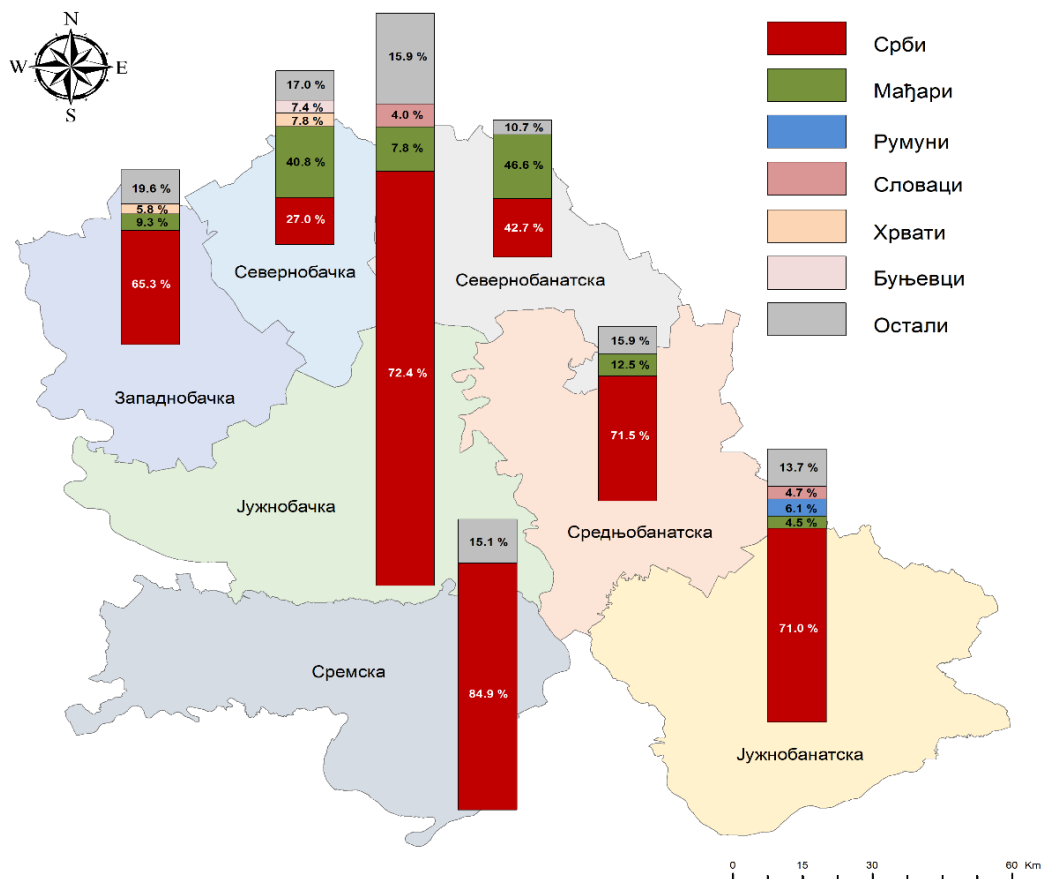 N
W E
S
Срби
Мађари
Румуни
Словаци
Хрвати
Буњевци
Остали
19.6 %
5.8 %
9.3 %
65.3 %
Западнобачка
17.0 %
7.4 %
7.8 %
40.8 %
27.0 %
Севернобачка
15.9 %
4.0 %
7.8 %
72.4 %
Јужнобачка
10.7 %
46.6 %
42.7 %
Севернобанатска
15.9 %
12.5 %
71.5 %
Средњобанатска
15.1 %
84.9 %
Сремска
13.7 %
4.7 %
6.1 %
4.5 %
71.0 %
Јужнобанатска
0 15 30 60 Km